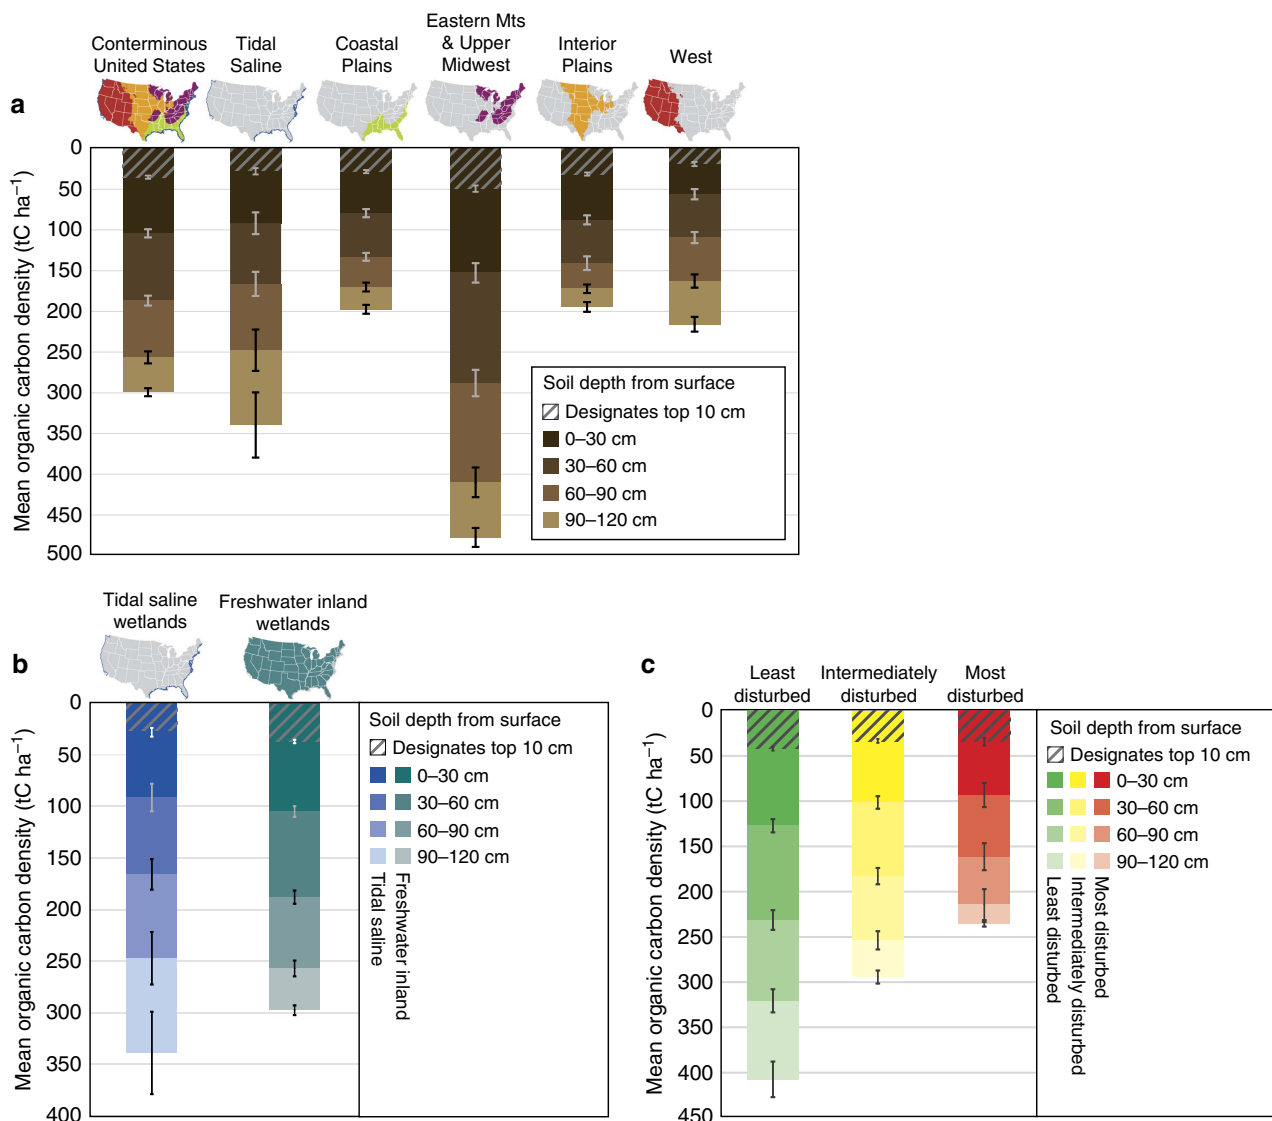 Conterminous
United States
Tidal
Saline
Coastal
Plains
Eastern Mts
& Upper
Midwest
Interior
Plains
West
a
Mean organic carbon density (tC ha⁻¹)
0
50
100
150
200
250
300
350
400
450
500
Soil depth from surface
Designates top 10 cm
0–30 cm
30–60 cm
60–90 cm
90–120 cm
b
Tidal saline
wetlands
Freshwater inland
wetlands
Mean organic carbon density (tC ha⁻¹)
0
50
100
150
200
250
300
350
400
Soil depth from surface
Designates top 10 cm
0–30 cm
30–60 cm
60–90 cm
90–120 cm
Tidal saline
Freshwater inland
c
Least
disturbed
Intermediately
disturbed
Most
disturbed
Mean organic carbon density (tC ha⁻¹)
0
50
100
150
200
250
300
350
400
450
Soil depth from surface
Designates top 10 cm
0–30 cm
30–60 cm
60–90 cm
90–120 cm
Least disturbed
Intermediately disturbed
Most disturbed